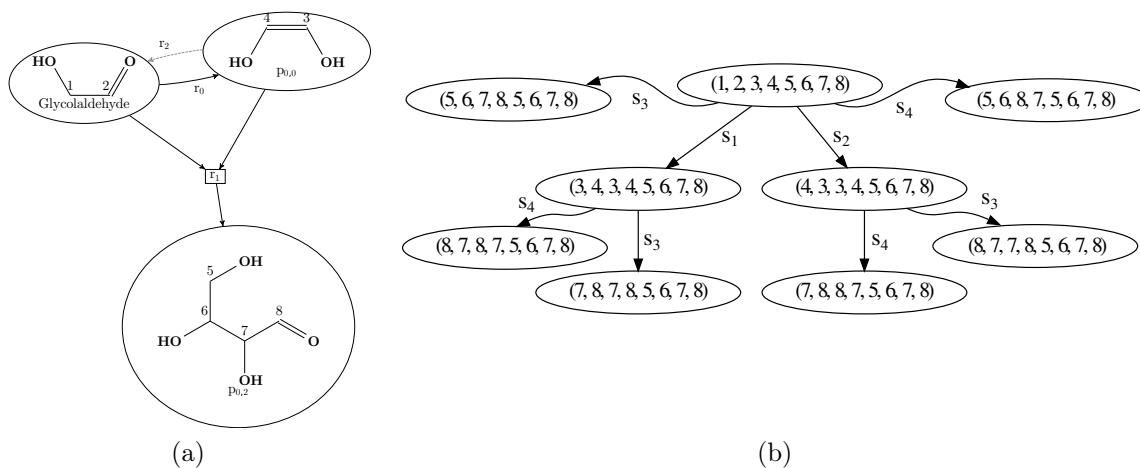 4 3
r2
HO O HO OH
1 2 r0 p0,0
Glycolaldehyde
r1
5 OH
6 8
HO 7 O
OH
p0,2
(a)
(1, 2, 3, 4, 5, 6, 7, 8)
(5, 6, 7, 8, 5, 6, 7, 8) s3 s4 (5, 6, 8, 7, 5, 6, 7, 8)
s1 s2
(3, 4, 3, 4, 5, 6, 7, 8) (4, 3, 3, 4, 5, 6, 7, 8)
s4 s3
(8, 7, 8, 7, 5, 6, 7, 8) s3 s4 (8, 7, 7, 8, 5, 6, 7, 8)
(7, 8, 7, 8, 5, 6, 7, 8) (7, 8, 8, 7, 5, 6, 7, 8)
(b)